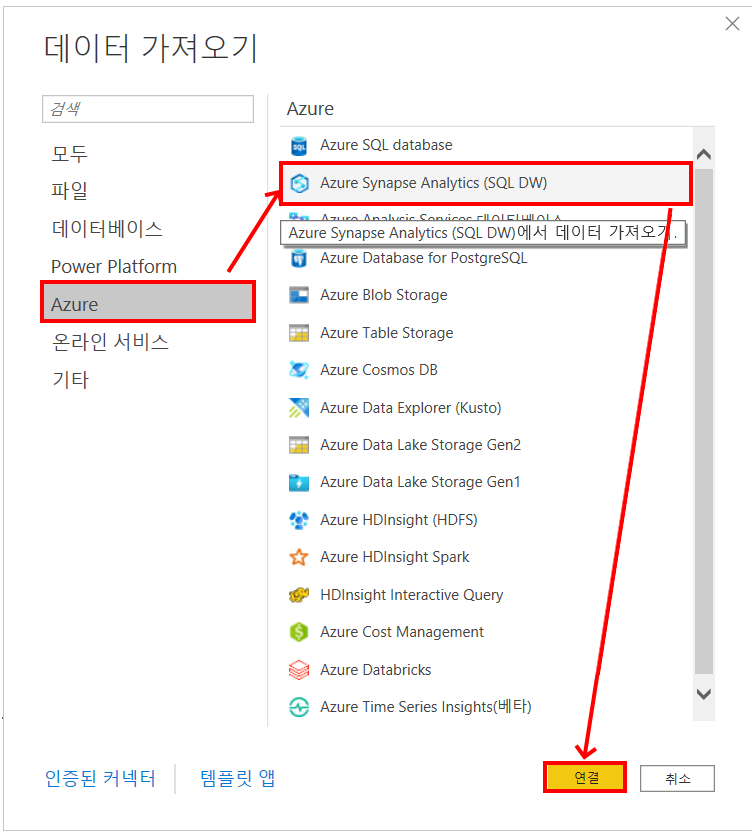 데이터 가져오기
검색
모두
파일
데이터베이스
Power Platform
Azure
온라인 서비스
기타
Azure
Azure SQL database
Azure Synapse Analytics (SQL DW)
Azure Analysis Services 데이터베이스
Azure Synapse Analytics (SQL DW)에서 데이터 가져오기.
Azure Database for PostgreSQL
Azure Blob Storage
Azure Table Storage
Azure Cosmos DB
Azure Data Explorer (Kusto)
Azure Data Lake Storage Gen2
Azure Data Lake Storage Gen1
Azure HDInsight (HDFS)
Azure HDInsight Spark
HDInsight Interactive Query
Azure Cost Management
Azure Databricks
Azure Time Series Insights(베타)
인증된 커넥터
템플릿 앱
연결
취소